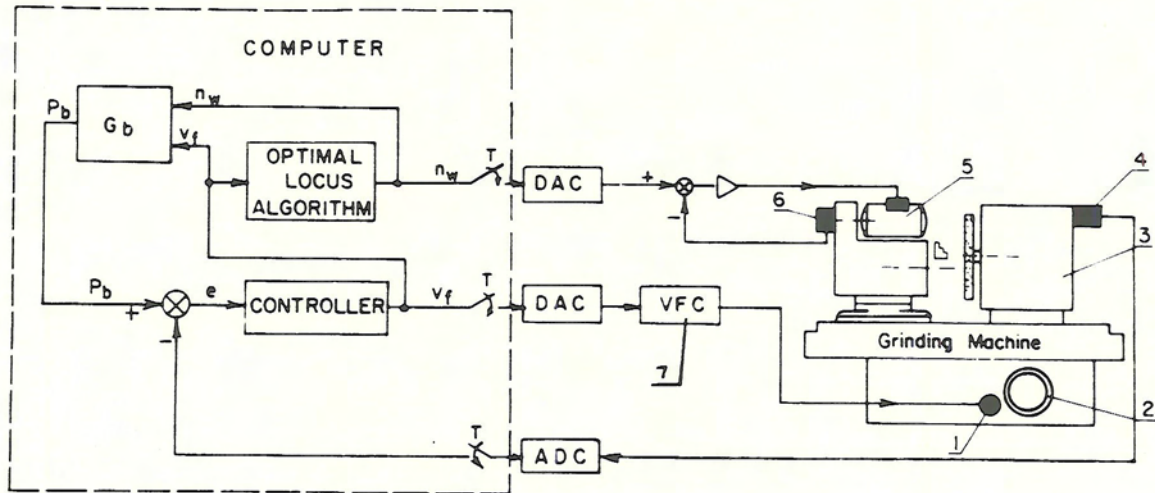 COMPUTER
n_w
P_b
G_b
v_f
OPTIMAL
LOCUS
ALGORITHM
n_w
T
DAC
+
-
5
4
6
3
P_b
+
-
e
CONTROLLER
v_f
T
DAC
VFC
7
Grinding Machine
2
1
T
ADC